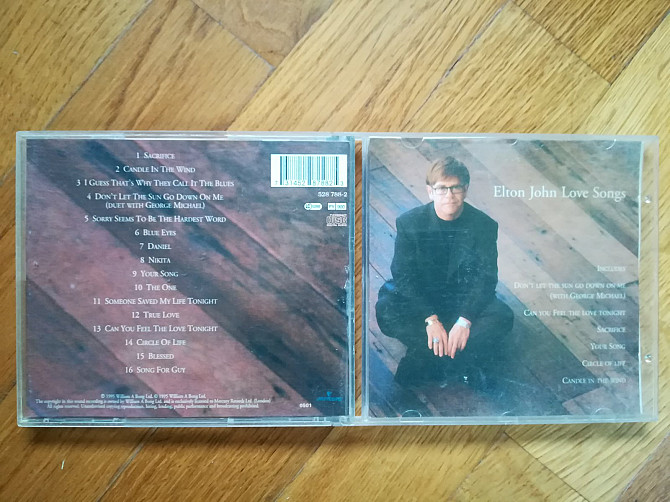 1 Sacrifice
2 Candle In The Wind
3 I Guess That's Why They Call It The Blues
4 Don't Let The Sun Go Down On Me
(duet with George Michael)
5 Sorry Seems To Be The Hardest Word
6 Blue Eyes
7 Daniel
8 Nikita
9 Your Song
10 The One
11 Someone Saved My Life Tonight
12 True Love
13 Can You Feel The Love Tonight
14 Circle Of Life
15 Blessed
16 Song For Guy
528 788-2
Elton John Love Songs
Includes
Don't let the sun go down on me
(with George Michael)
Can you feel the love tonight
Sacrifice
Your Song
Circle of life
Candle in the wind